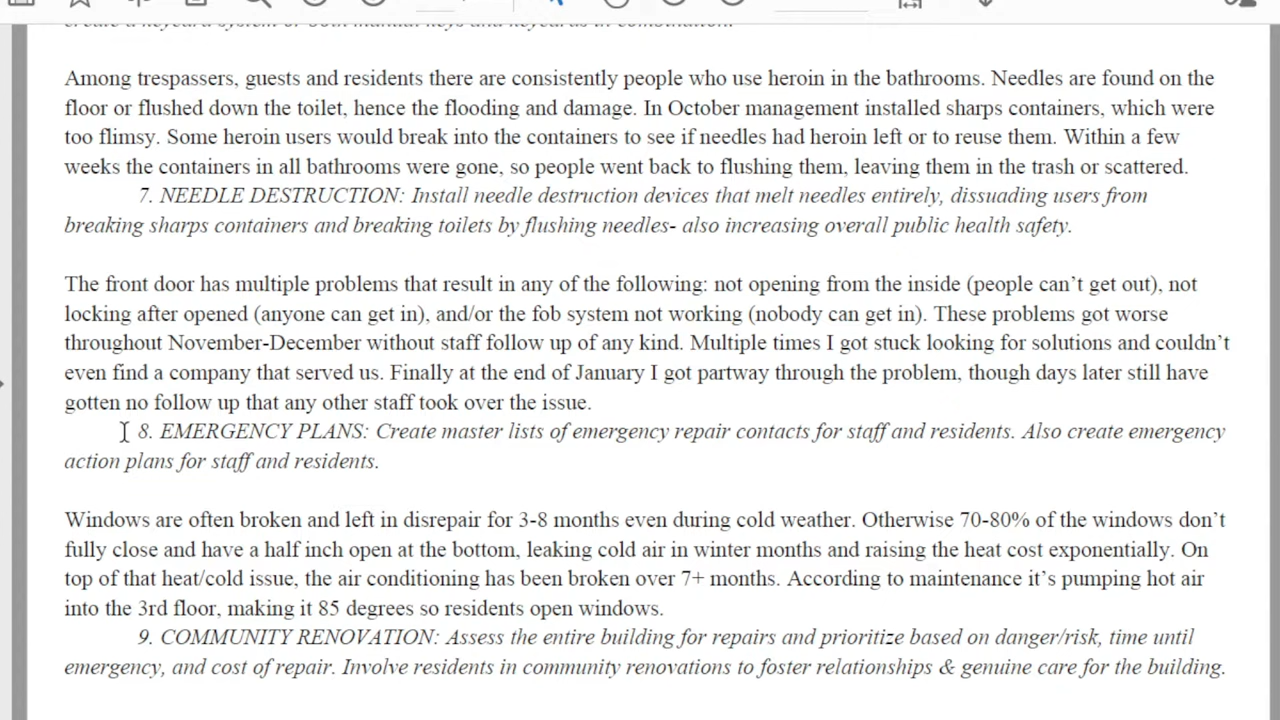 create a keycard system or both manual keys and keycards in combination.
Among trespassers, guests and residents there are consistently people who use heroin in the bathrooms. Needles are found on the
floor or flushed down the toilet, hence the flooding and damage. In October management installed sharps containers, which were
too flimsy. Some heroin users would break into the containers to see if needles had heroin left or to reuse them. Within a few
weeks the containers in all bathrooms were gone, so people went back to flushing them, leaving them in the trash or scattered.
7. NEEDLE DESTRUCTION: Install needle destruction devices that melt needles entirely, dissuading users from
breaking sharps containers and breaking toilets by flushing needles- also increasing overall public health safety.
The front door has multiple problems that result in any of the following: not opening from the inside (people can’t get out), not
locking after opened (anyone can get in), and/or the fob system not working (nobody can get in). These problems got worse
throughout November-December without staff follow up of any kind. Multiple times I got stuck looking for solutions and couldn’t
even find a company that served us. Finally at the end of January I got partway through the problem, though days later still have
gotten no follow up that any other staff took over the issue.
8. EMERGENCY PLANS: Create master lists of emergency repair contacts for staff and residents. Also create emergency
action plans for staff and residents.
Windows are often broken and left in disrepair for 3-8 months even during cold weather. Otherwise 70-80% of the windows don’t
fully close and have a half inch open at the bottom, leaking cold air in winter months and raising the heat cost exponentially. On
top of that heat/cold issue, the air conditioning has been broken over 7+ months. According to maintenance it’s pumping hot air
into the 3rd floor, making it 85 degrees so residents open windows.
9. COMMUNITY RENOVATION: Assess the entire building for repairs and prioritize based on danger/risk, time until
emergency, and cost of repair. Involve residents in community renovations to foster relationships & genuine care for the building.